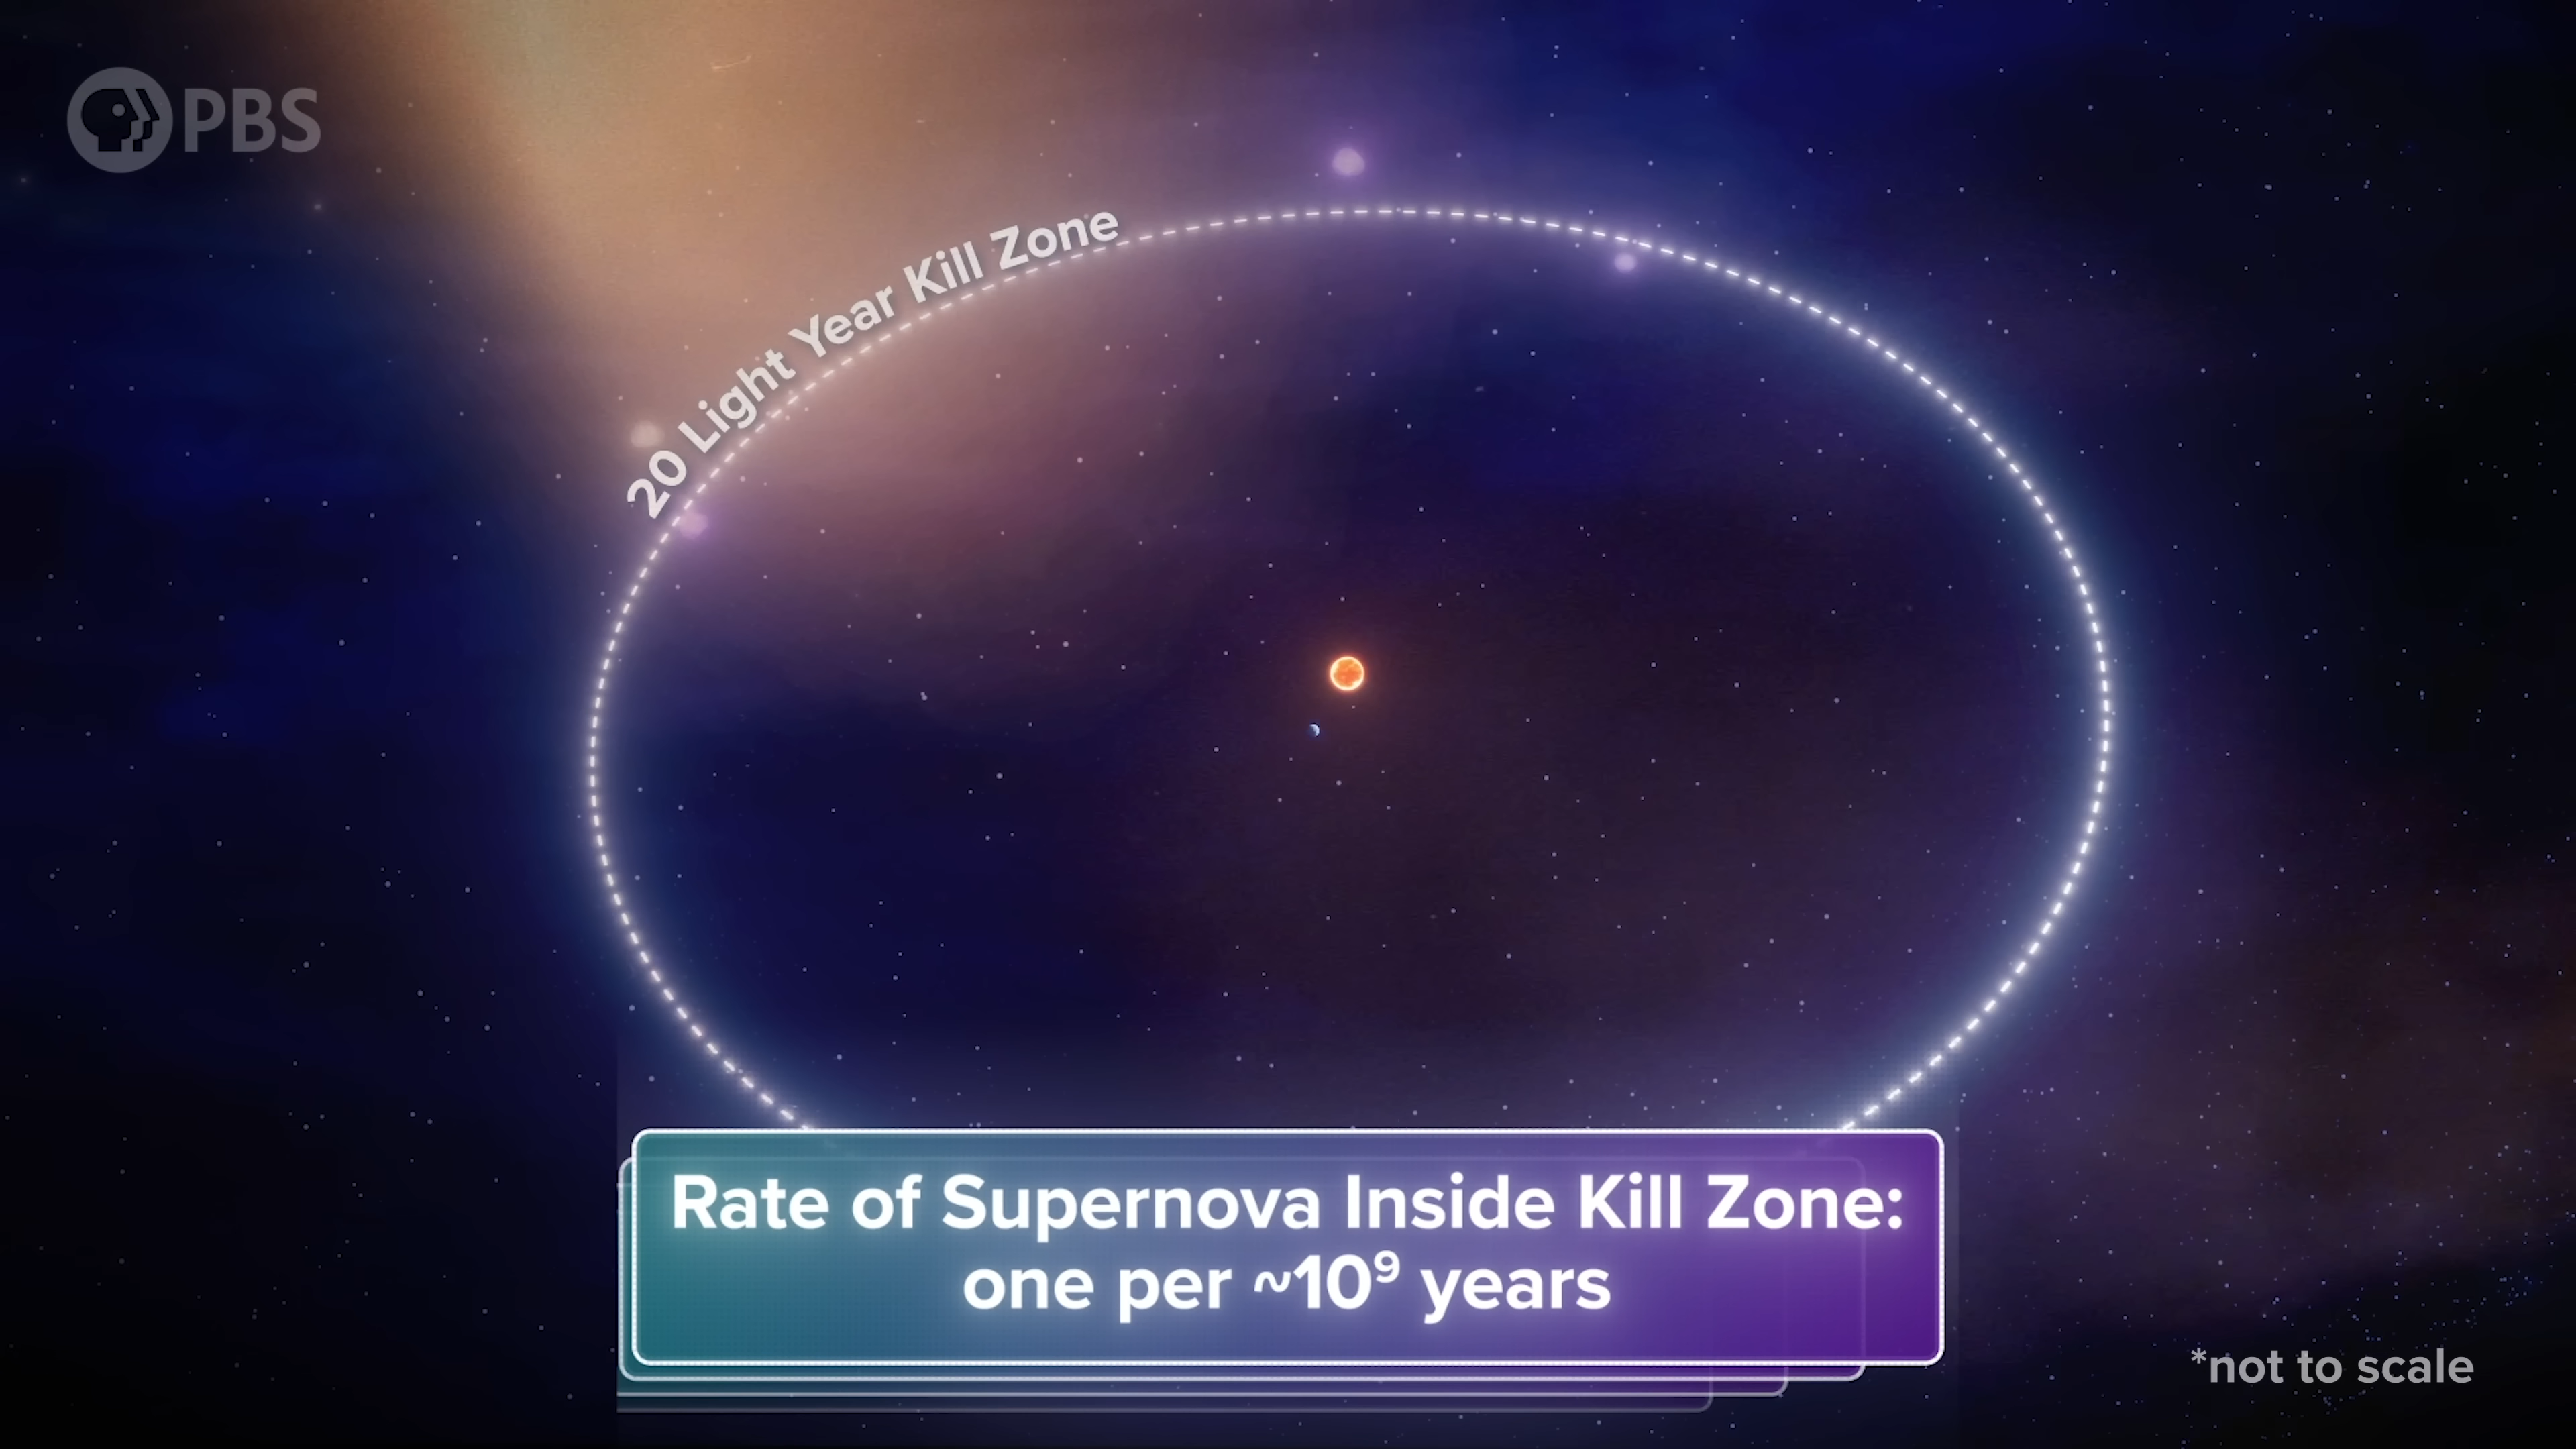 PBS
20 Light Year Kill Zone
Rate of Supernova Inside Kill Zone:
one per ~10⁹ years
*not to scale